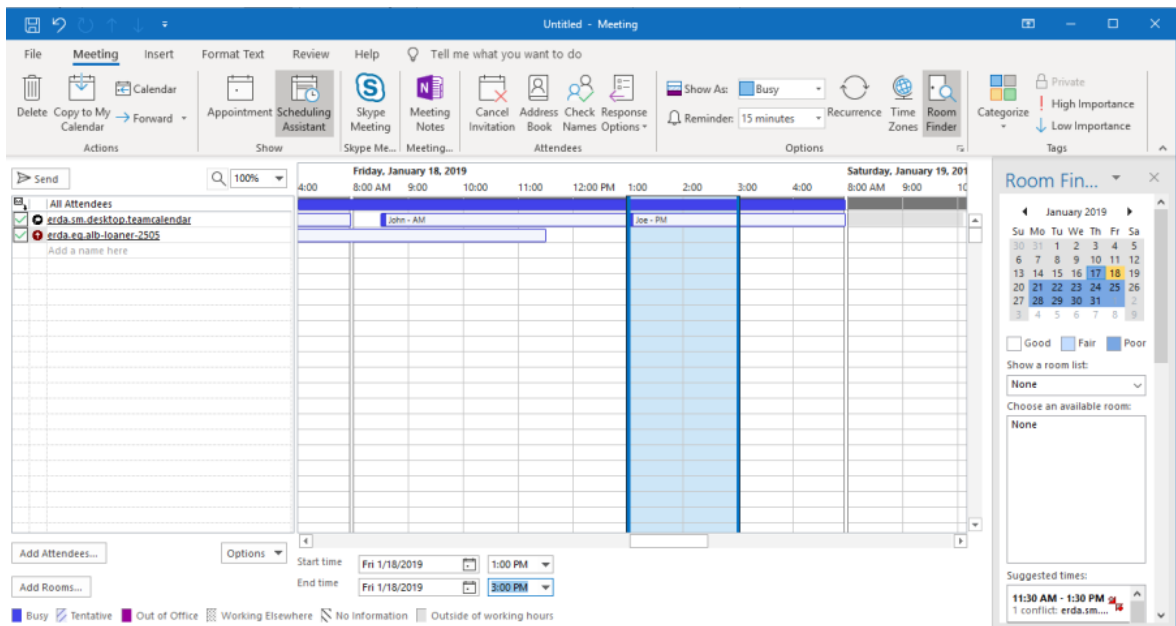 Untitled - Meeting
File Meeting Insert Format Text Review Help Tell me what you want to do
Delete
Copy to My Calendar
Calendar
Forward
Actions
Appointment
Scheduling Assistant
Show
Skype Meeting
Skype Me...
Meeting Notes
Meeting...
Cancel Invitation
Address Book
Check Names
Response Options
Attendees
Show As: Busy
Reminder: 15 minutes
Recurrence
Time Zones
Room Finder
Options
Categorize
Private
High Importance
Low Importance
Tags
Send
100%
Friday, January 18, 2019
Saturday, January 19, 201
4:00 8:00 AM 9:00 10:00 11:00 12:00 PM 1:00 2:00 3:00 4:00 8:00 AM 9:00 10
All Attendees
erda.sm.desktop.teamcalendar
John - AM
Joe - PM
erda.eq.alb-loaner-2505
Add a name here
Add Attendees...
Options
Add Rooms...
Start time Fri 1/18/2019 1:00 PM
End time Fri 1/18/2019 3:00 PM
Busy Tentative Out of Office Working Elsewhere No Information Outside of working hours
Room Fin...
January 2019
Su Mo Tu We Th Fr Sa
30 31 1 2 3 4 5
6 7 8 9 10 11 12
13 14 15 16 17 18 19
20 21 22 23 24 25 26
27 28 29 30 31 1 2
3 4 5 6 7 8 9
Good Fair Poor
Show a room list:
None
Choose an available room:
None
Suggested times:
11:30 AM - 1:30 PM
1 conflict: erda.sm....